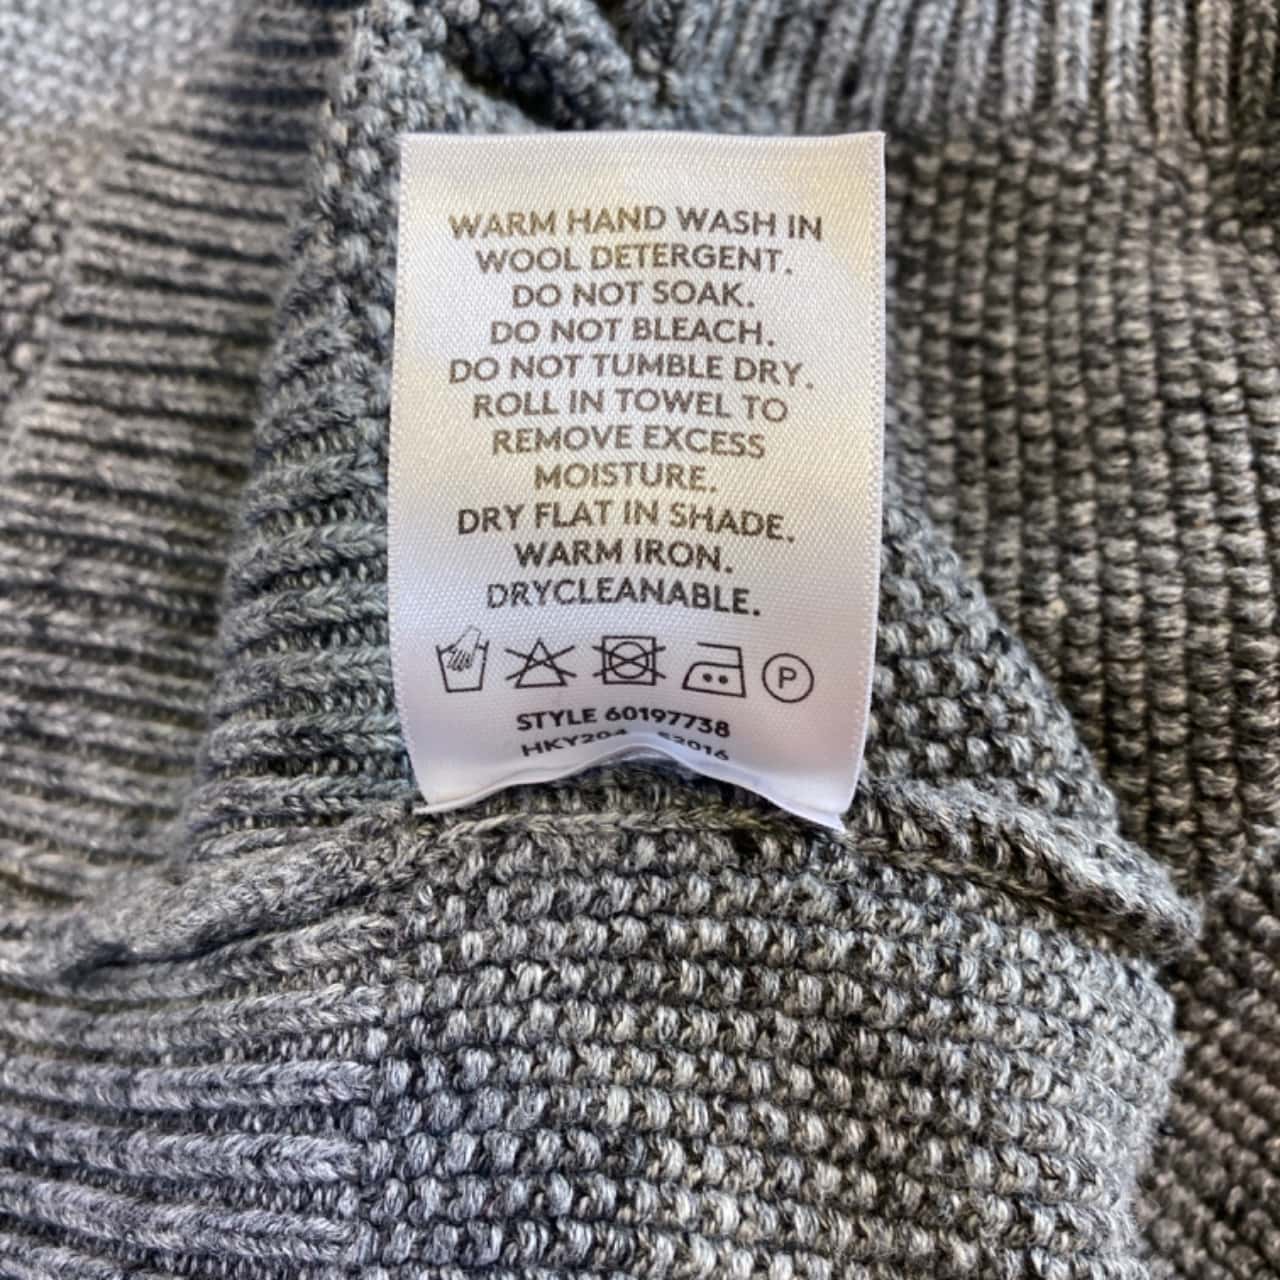 WARM HAND WASH IN
WOOL DETERGENT.
DO NOT SOAK.
DO NOT BLEACH.
DO NOT TUMBLE DRY.
ROLL IN TOWEL TO
REMOVE EXCESS
MOISTURE.
DRY FLAT IN SHADE.
WARM IRON.
DRYCLEANABLE.
P
STYLE 60197738